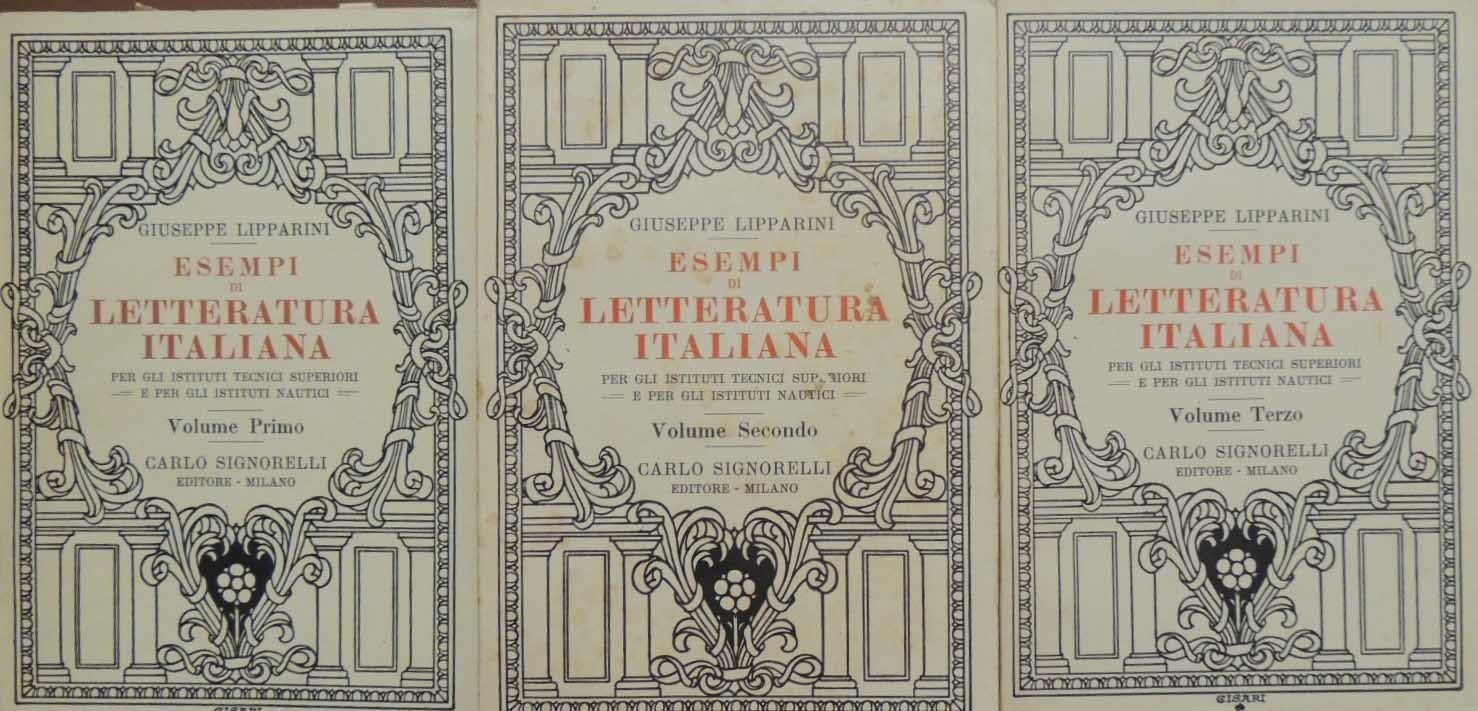 GIUSEPPE LIPPARINI
ESEMPI
DI
LETTERATURA
ITALIANA
PER GLI ISTITUTI TECNICI SUPERIORI
E PER GLI ISTITUTI NAUTICI
Volume Primo
CARLO SIGNORELLI
EDITORE - MILANO
CISARI
GIUSEPPE LIPPARINI
ESEMPI
DI
LETTERATURA
ITALIANA
PER GLI ISTITUTI TECNICI SUPERIORI
E PER GLI ISTITUTI NAUTICI
Volume Secondo
CARLO SIGNORELLI
EDITORE - MILANO
GIUSEPPE LIPPARINI
ESEMPI
DI
LETTERATURA
ITALIANA
PER GLI ISTITUTI TECNICI SUPERIORI
E PER GLI ISTITUTI NAUTICI
Volume Terzo
CARLO SIGNORELLI
EDITORE - MILANO
CISARI